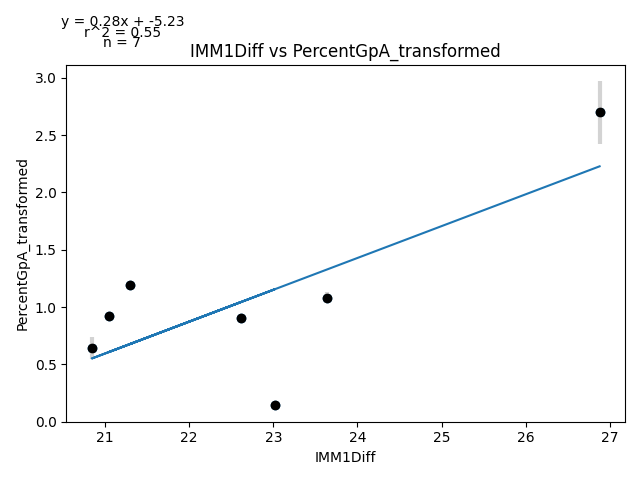 y = 0.28x + -5.23
r^2 = 0.55
n = 7
IMM1Diff vs PercentGpA_transformed
3.0
2.5
2.0
1.5
1.0
0.5
0.0
PercentGpA_transformed
21 22 23 24 25 26 27
IMM1Diff